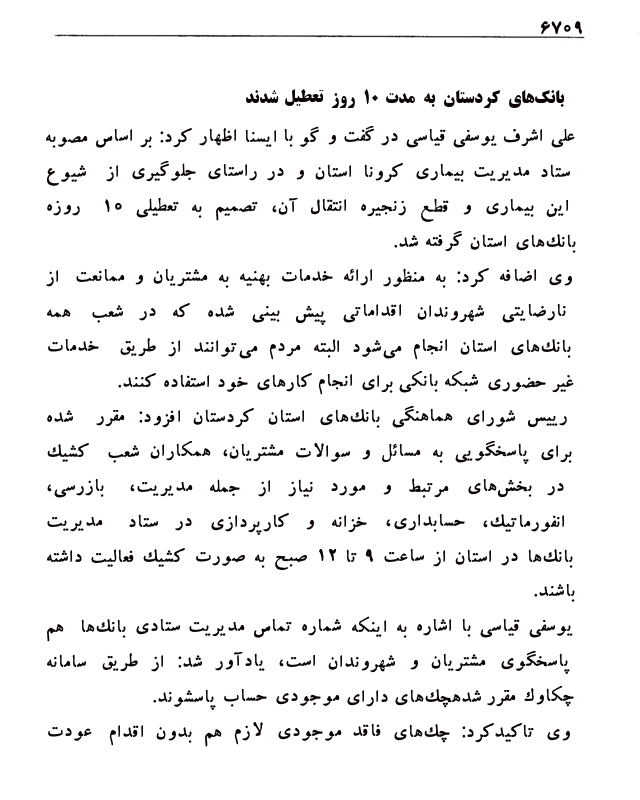 ۶۷۰۹
بانک‌های کردستان به مدت ۱۰ روز تعطیل شدند
علی اشرف یوسفی قیاسی در گفت و گو با ایسنا اظهار کرد: بر اساس مصوبه
ستاد مدیریت بیماری کرونا استان و در راستای جلوگیری از شیوع
این بیماری و قطع زنجیره انتقال آن، تصمیم به تعطیلی ۱۵ روزه
بانک‌های استان گرفته شد.
وی اضافه کرد: به منظور ارائه خدمات بهنیه به مشتریان و ممانعت از
نارضایتی شهروندان اقداماتی پیش بینی شده که در شعب همه
بانک‌های استان انجام می‌شود البته مردم می‌توانند از طریق خدمات
غیر حضوری شبکه بانکی برای انجام کارهای خود استفاده کنند.
رییس شورای هماهنگی بانک‌های استان کردستان افزود: مقرر شده
برای پاسخگویی به مسائل و سوالات مشتریان، همکاران شعب کشیک
در بخش‌های مرتبط و مورد نیاز از جمله مدیریت، بازرسی،
انفورماتیک، حسابداری، خزانه و کارپردازی در ستاد مدیریت
بانک‌ها در استان از ساعت ۹ تا ۱۲ صبح به صورت کشیک فعالیت داشته
باشند.
یوسفی قیاسی با اشاره به اینکه شماره تماس مدیریت ستادی بانک‌ها هم
پاسخگوی مشتریان و شهروندان است، یادآور شد: از طریق سامانه
چکاوک مقرر شدهچک‌های دارای موجودی حساب پاسشوند.
وی تاکیدکرد: چک‌های فاقد موجودی لازم هم بدون اقدام عودت